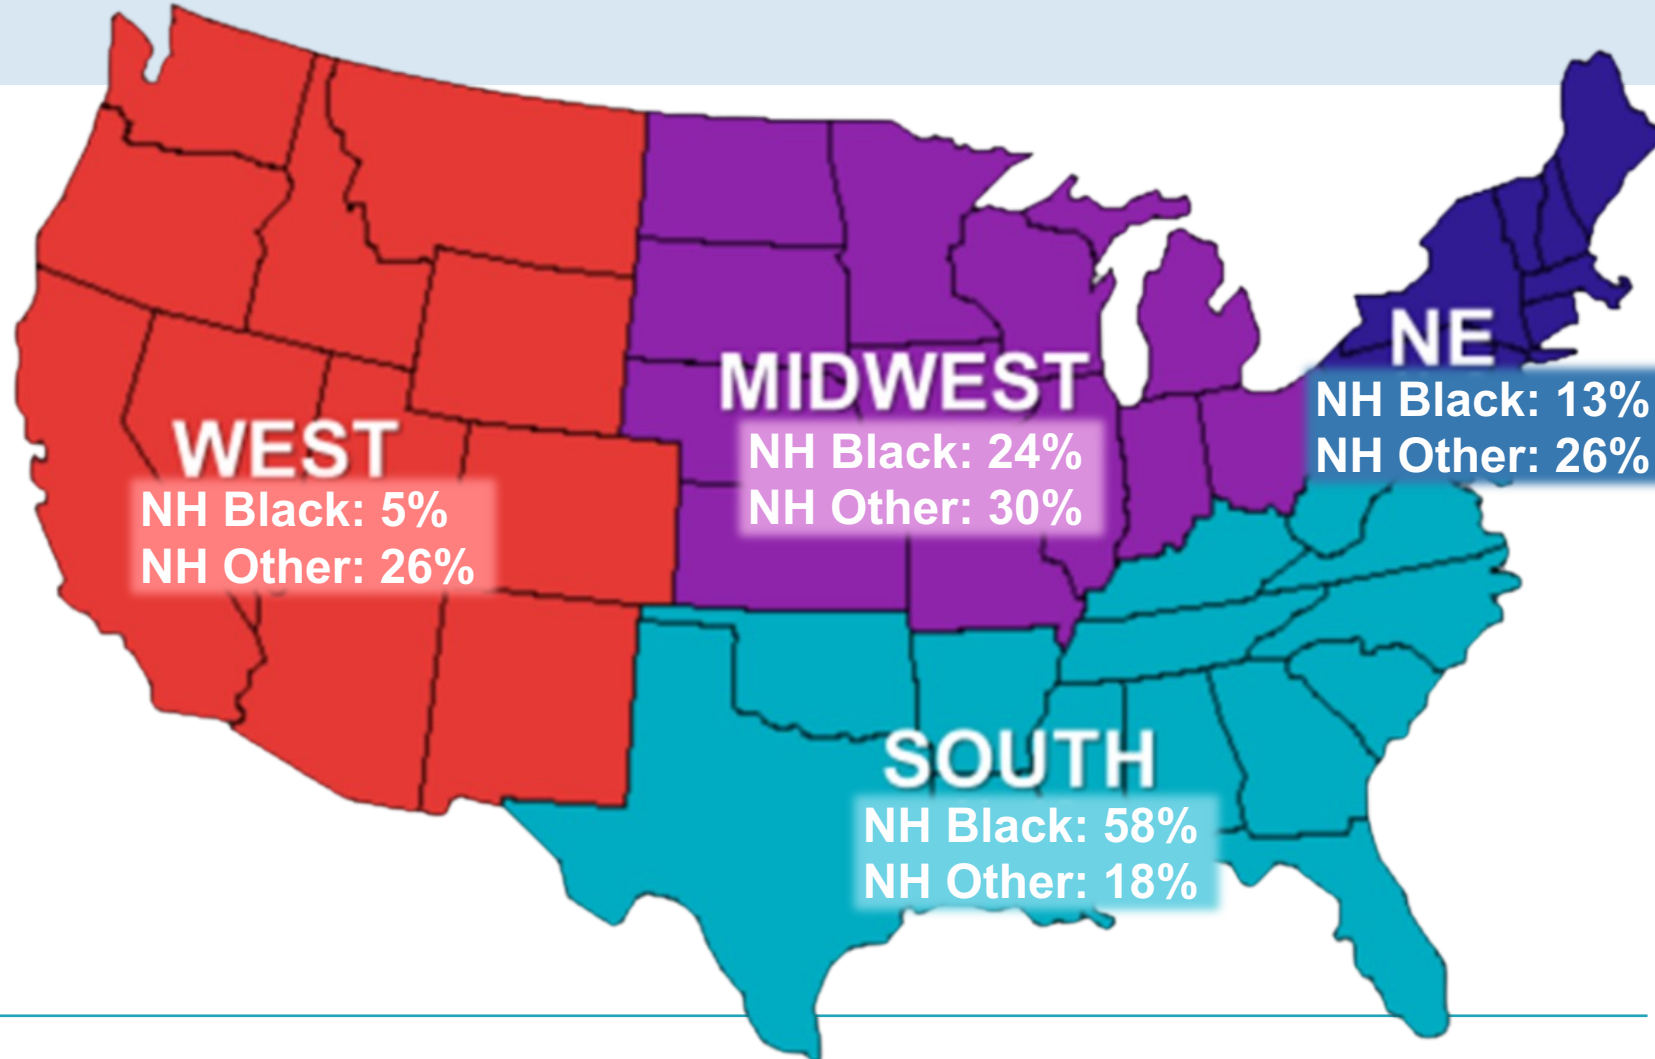 NE
NH Black: 13%
NH Other: 26%
MIDWEST
NH Black: 24%
NH Other: 30%
WEST
NH Black: 5%
NH Other: 26%
SOUTH
NH Black: 58%
NH Other: 18%